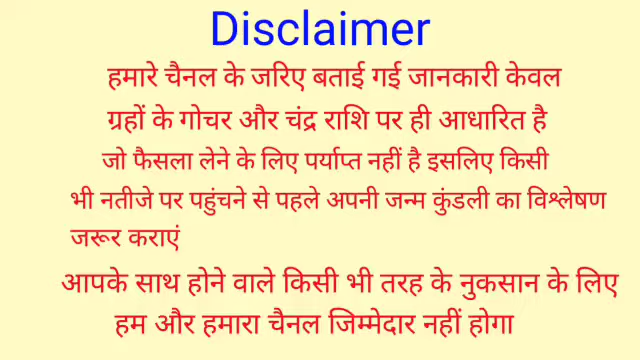 Disclaimer
हमारे चैनल के जरिए बताई गई जानकारी केवल
ग्रहों के गोचर और चंद्र राशि पर ही आधारित है
जो फैसला लेने के लिए पर्याप्त नहीं है इसलिए किसी
भी नतीजे पर पहुंचने से पहले अपनी जन्म कुंडली का विश्लेषण
जरूर कराएं
आपके साथ होने वाले किसी भी तरह के नुकसान के लिए
हम और हमारा चैनल जिम्मेदार नहीं होगा